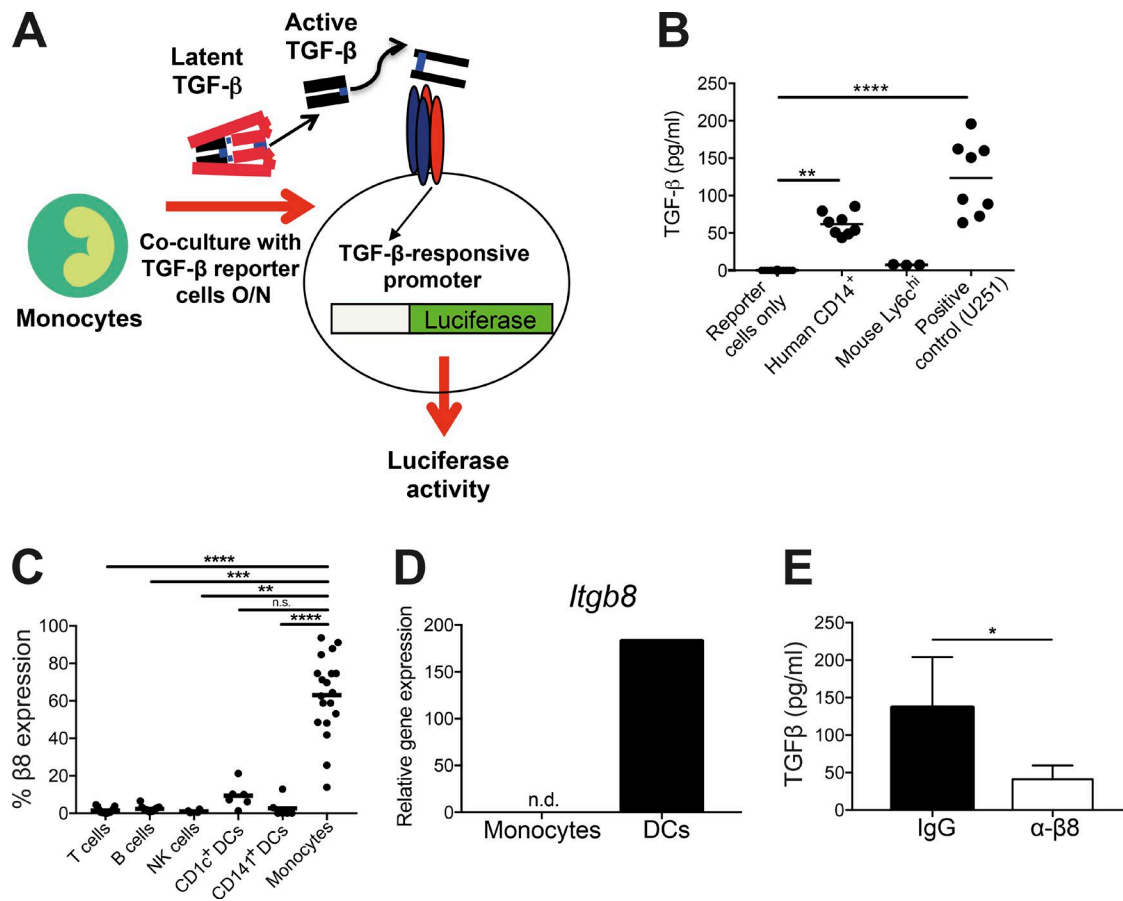 A
Latent
TGF-β
Active
TGF-β
Monocytes
Co-culture with
TGF-β reporter
cells O/N
TGF-β-responsive
promoter
Luciferase
Luciferase
activity
B
TGF-β (pg/ml)
250
200
150
100
50
0
****
**
Reporter
cells only
Human CD14+
Mouse Ly6chi
Positive
control (U251)
C
% β8 expression
****
***
**
n.s.
****
100
80
60
40
20
0
T cells
B cells
NK cells
CD1c+ DCs
CD141+ DCs
Monocytes
D
Itgb8
Relative gene expression
200
150
100
50
0
n.d.
Monocytes
DCs
E
TGFβ (pg/ml)
250
200
150
100
50
0
*
IgG
α-β8